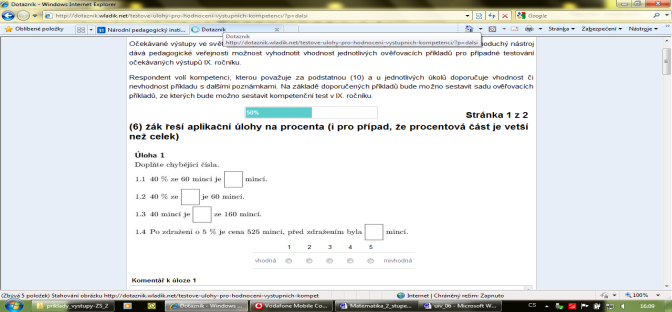 Dotazník - Windows Internet Explorer
http://dotaznik.wladik.net/testove-ulohy-pro-hodnoceni-vystupnich-kompetenci/?p=dalsi
Google
Oblíbené položky
Národní pedagogický insti...
Dotazník
Stránka
Zabezpečení
Nástroje
Dotazník
http://dotaznik.wladik.net/testove-ulohy-pro-hodnoceni-vystupnich-kompetenci/?p=dalsi
Očekávané výstupy ve svět
noduchý nástroj
dává pedagogické veřejnosti možnost vyhodnotit vhodnost jednotlivých ověřovacích příkladů pro případné testování
očekávaných výstupů IX. ročníku.
Respondent volí kompetenci, kterou považuje za podstatnou (10) a u jednotlivých úkolů doporučuje vhodnost či
nevhodnost příkladu s dalšími poznámkami. Na základě doporučených příkladů bude možno sestavit sadu ověřovacích
příkladů, ze kterých bude možno sestavit kompetenční test v IX. ročníku.
50%
Stránka 1 z 2
(6) žák řeší aplikační úlohy na procenta (i pro případ, že procentová část je vetší
než celek)
Úloha 1
Doplňte chybějící čísla.
1.1 40 % ze 60 mincí je mincí.
1.2 40 % ze je 60 mincí.
1.3 40 mincí je ze 160 mincí.
1.4 Po zdražení o 5 % je cena 525 mincí, před zdražením byla mincí.
1 2 3 4 5
vhodná nevhodná
Komentář k úloze 1
(Zbývá 5 položek) Stahování obrázku http://dotaznik.wladik.net/testove-ulohy-pro-hodnoceni-vystupnich-kompet
Internet | Chráněný režim: Zapnuto
100%
priklady_vystupy-ZS_2
Dotazník - Windows ...
Vodafone Mobile Co...
Matematika_2_stupe...
uiv_06 - Microsoft W...
CS
16:00